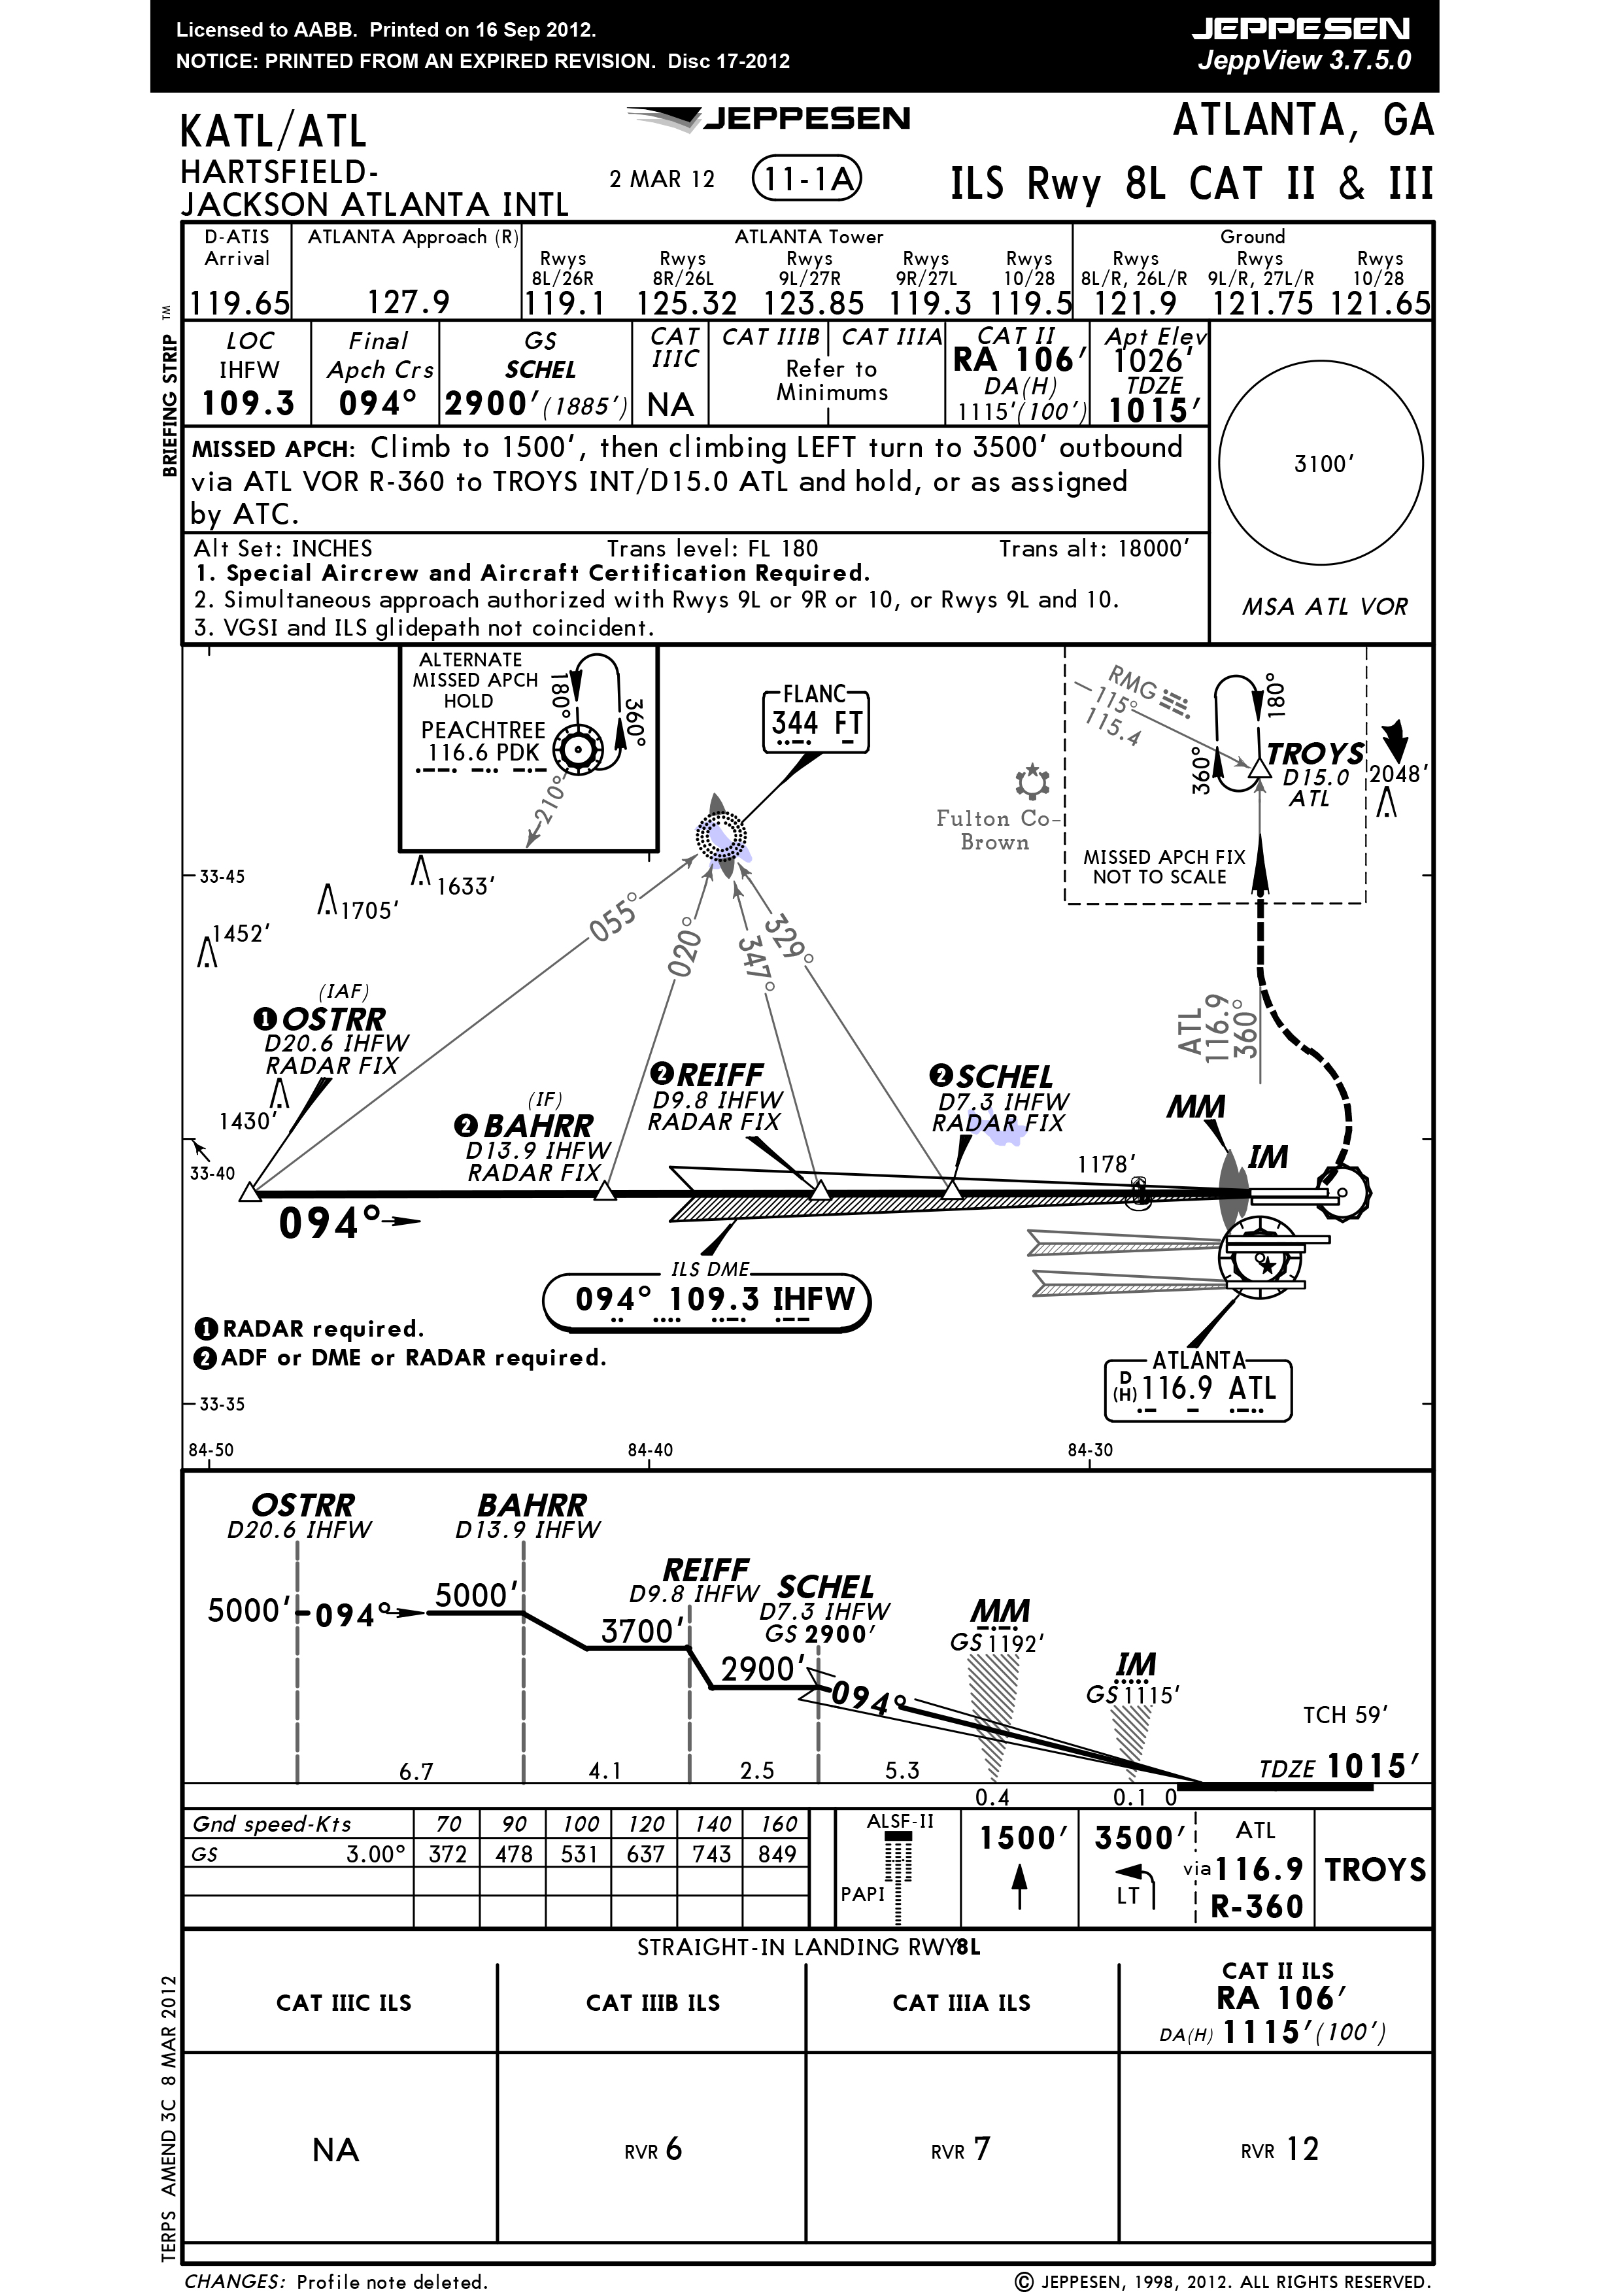 Licensed to AABB.  Printed on 16 Sep 2012.
NOTICE: PRINTED FROM AN EXPIRED REVISION.  Disc 17-2012
JEPPESEN
JeppView 3.7.5.0
KATL/ATL
HARTSFIELD-
JACKSON ATLANTA INTL
JEPPESEN
2 MAR 12
11-1A
ATLANTA, GA
ILS Rwy 8L CAT II & III
BRIEFING STRIP TM
D-ATIS
Arrival
119.65
ATLANTA Approach (R)
127.9
ATLANTA Tower
Rwys
8L/26R
119.1
Rwys
8R/26L
125.32
Rwys
9L/27R
123.85
Rwys
9R/27L
119.3
Rwys
10/28
119.5
Ground
Rwys
8L/R, 26L/R
121.9
Rwys
9L/R, 27L/R
121.75
Rwys
10/28
121.65
LOC
IHFW
109.3
Final
Apch Crs
094°
GS
SCHEL
2900'(1885')
CAT
IIIC
NA
CAT IIIB
CAT IIIA
Refer to
Minimums
CAT II
RA 106'
DA(H)
1115'(100')
Apt Elev
1026'
TDZE
1015'
MISSED APCH: Climb to 1500', then climbing LEFT turn to 3500' outbound
via ATL VOR R-360 to TROYS INT/D15.0 ATL and hold, or as assigned
by ATC.
3100'
MSA ATL VOR
Alt Set: INCHES
Trans level: FL 180
Trans alt: 18000'
1. Special Aircrew and Aircraft Certification Required.
2. Simultaneous approach authorized with Rwys 9L or 9R or 10, or Rwys 9L and 10.
3. VGSI and ILS glidepath not coincident.
ALTERNATE
MISSED APCH
HOLD
PEACHTREE
116.6 PDK
180°
360°
210°
FLANC
344 FT
Fulton Co-
Brown
RMG
115°
115.4
180°
360°
TROYS
D15.0
ATL
2048'
MISSED APCH FIX
NOT TO SCALE
33-45
1633'
1705'
1452'
055°
020°
347°
329°
(IAF)
1 OSTRR
D20.6 IHFW
RADAR FIX
1430'
33-40
(IF)
2 BAHRR
D13.9 IHFW
RADAR FIX
2 REIFF
D9.8 IHFW
RADAR FIX
2 SCHEL
D7.3 IHFW
RADAR FIX
ATL
116.9
360°
MM
IM
1178'
094°
ILS DME
094° 109.3 IHFW
1 RADAR required.
2 ADF or DME or RADAR required.
ATLANTA
D
(H) 116.9 ATL
33-35
84-50
84-40
84-30
OSTRR
D20.6 IHFW
BAHRR
D13.9 IHFW
REIFF
D9.8 IHFW
SCHEL
D7.3 IHFW
GS 2900'
MM
GS 1192'
IM
GS 1115'
5000'
094°
5000'
3700'
2900'
094°
TCH 59'
TDZE 1015'
6.7
4.1
2.5
5.3
0.4
0.1
0
Gnd speed-Kts 70 90 100 120 140 160
GS 3.00° 372 478 531 637 743 849
ALSF-II
PAPI
1500'
3500'
LT
via
ATL
116.9
R-360
TROYS
STRAIGHT-IN LANDING RWY 8L
CAT IIIC ILS
CAT IIIB ILS
CAT IIIA ILS
CAT II ILS
RA 106'
DA(H) 1115'(100')
NA
RVR 6
RVR 7
RVR 12
TERPS AMEND 3C 8 MAR 2012
CHANGES: Profile note deleted.
© JEPPESEN, 1998, 2012. ALL RIGHTS RESERVED.